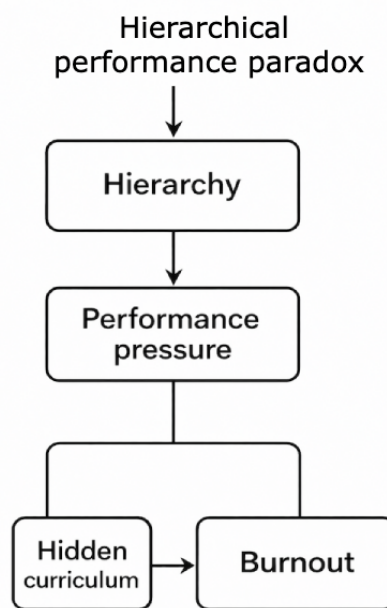 Hierarchical
performance paradox
Hierarchy
Performance
pressure
Hidden
curriculum
Burnout